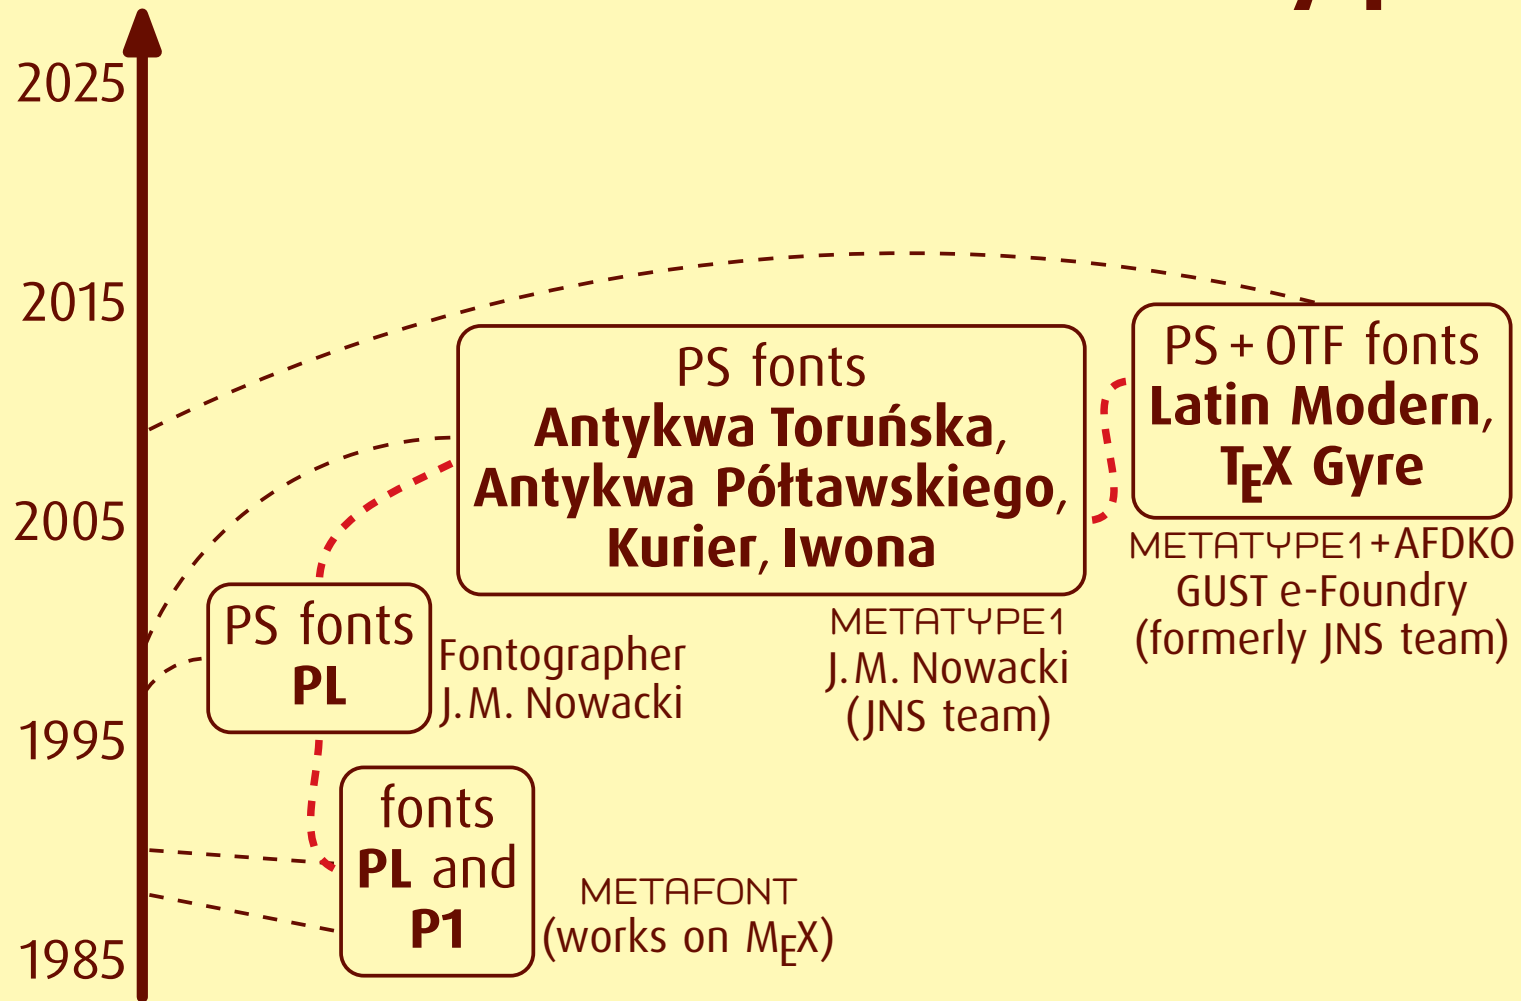 2025
2015
2005
1995
1985
PS + OTF fonts
Latin Modern,
TEX Gyre
METATYPE1+AFDKO
GUST e-Foundry
(formerly JNS team)
PS fonts
Antykwa Toruńska,
Antykwa Półtawskiego,
Kurier, Iwona
METATYPE1
J.M. Nowacki
(JNS team)
PS fonts
PL
Fontographer
J.M. Nowacki
fonts
PL and
P1
METAFONT
(works on MEX)